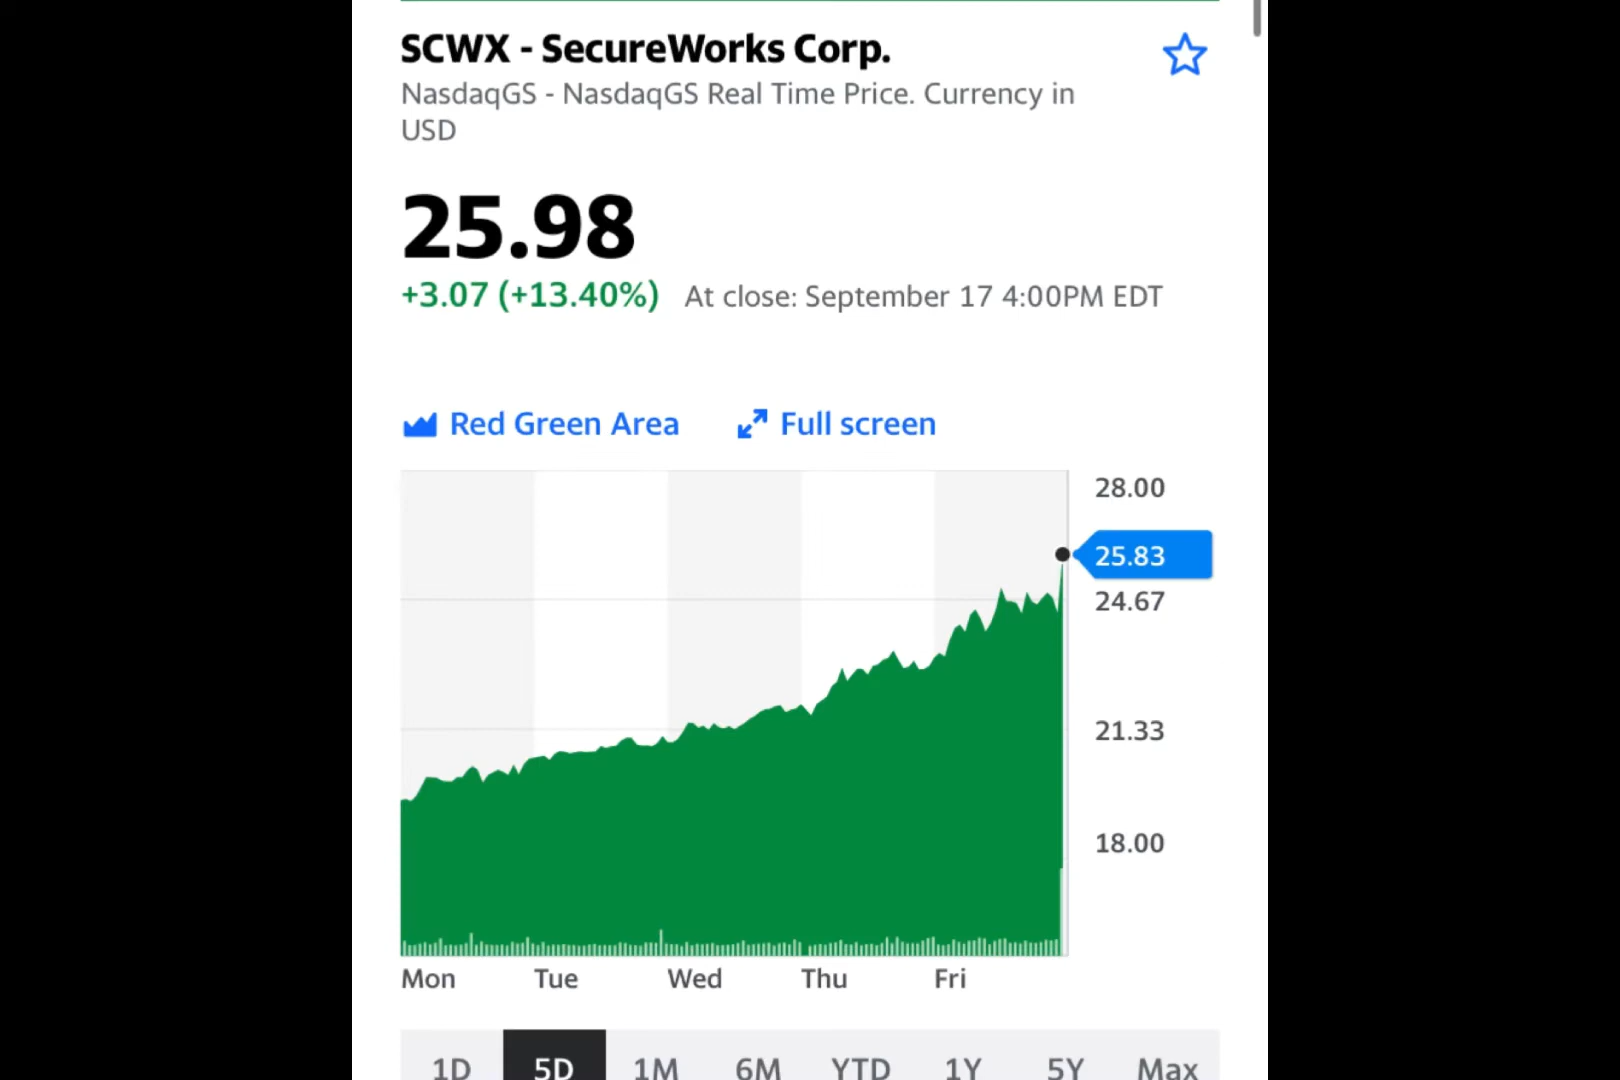 SCWX - SecureWorks Corp.
NasdaqGS - NasdaqGS Real Time Price. Currency in
USD
25.98
+3.07 (+13.40%) At close: September 17 4:00PM EDT
Red Green Area Full screen
28.00
25.83
24.67
21.33
18.00
Mon Tue Wed Thu Fri
1D 5D 1M 6M YTD 1Y 5Y Max